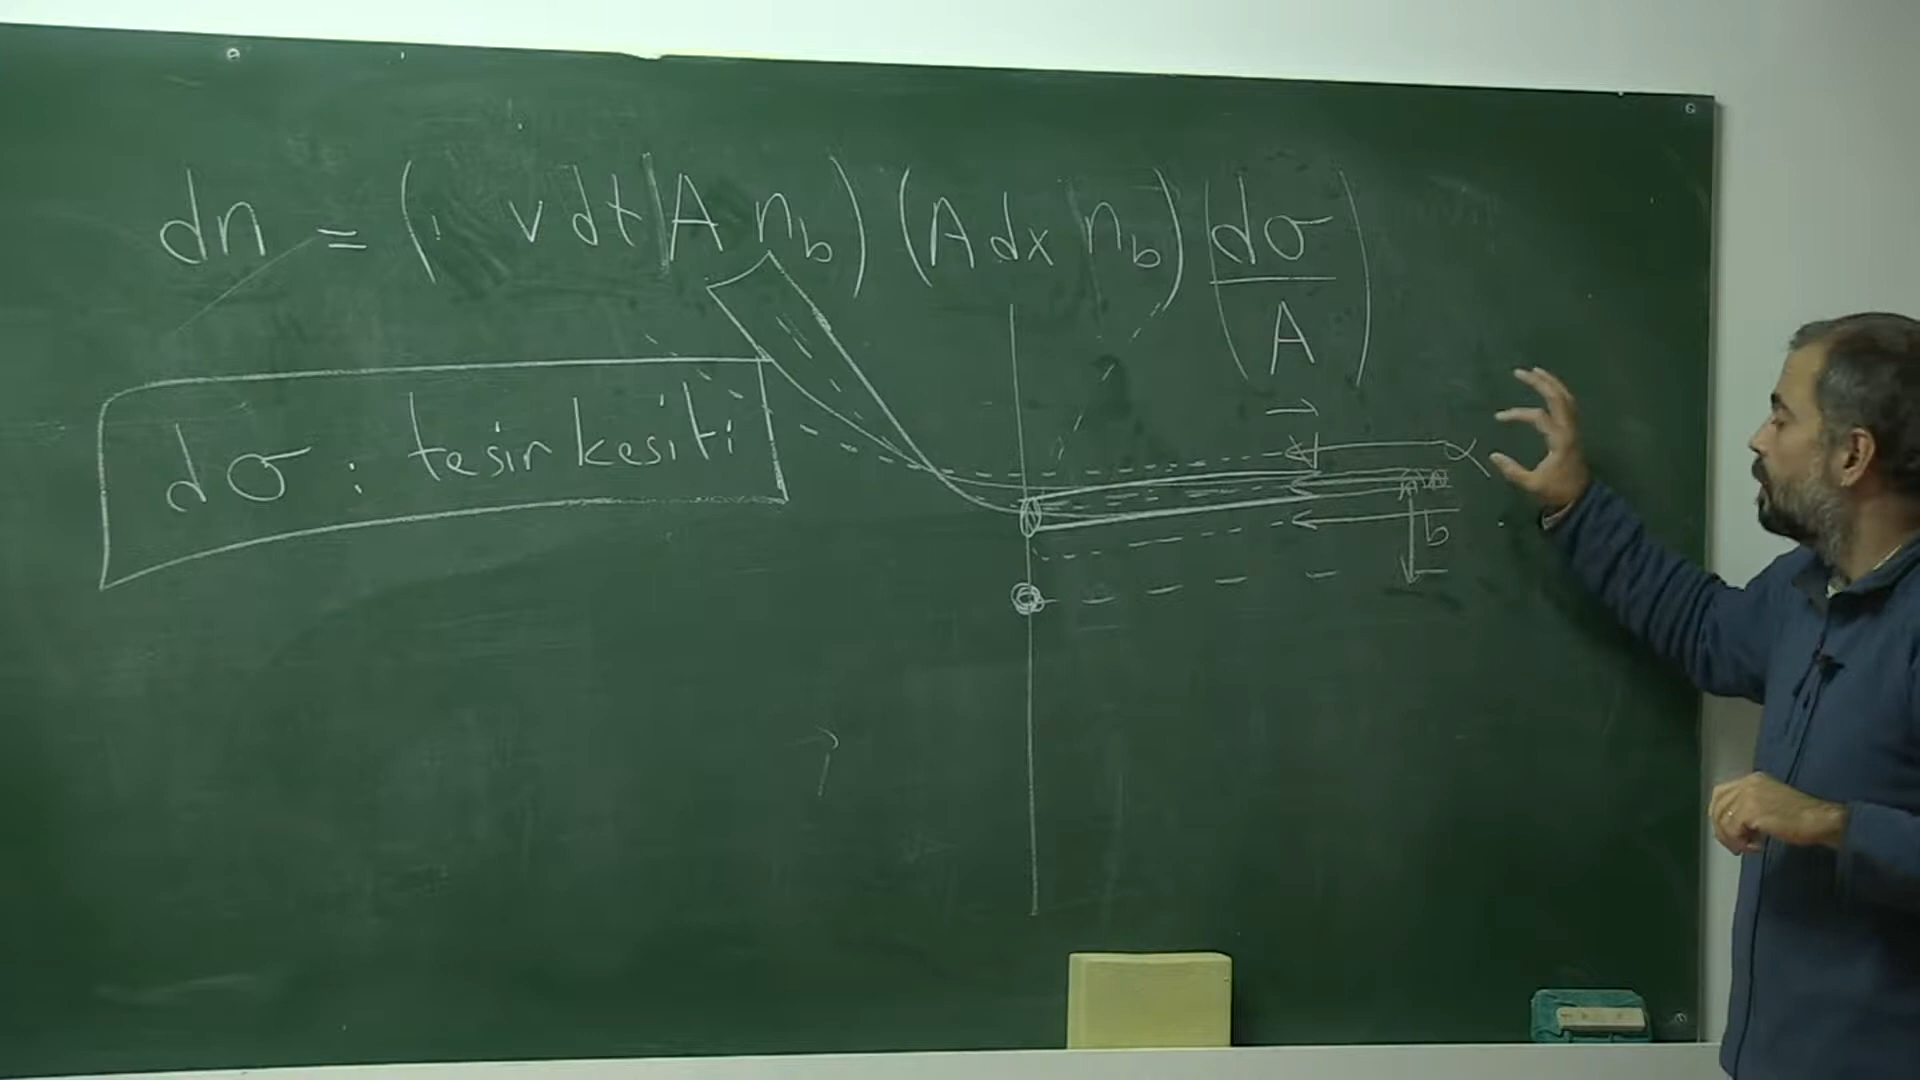 dn = (vdt A n_b) (A dx n_b) (dσ/A)
dσ : tesir kesiti
α
b